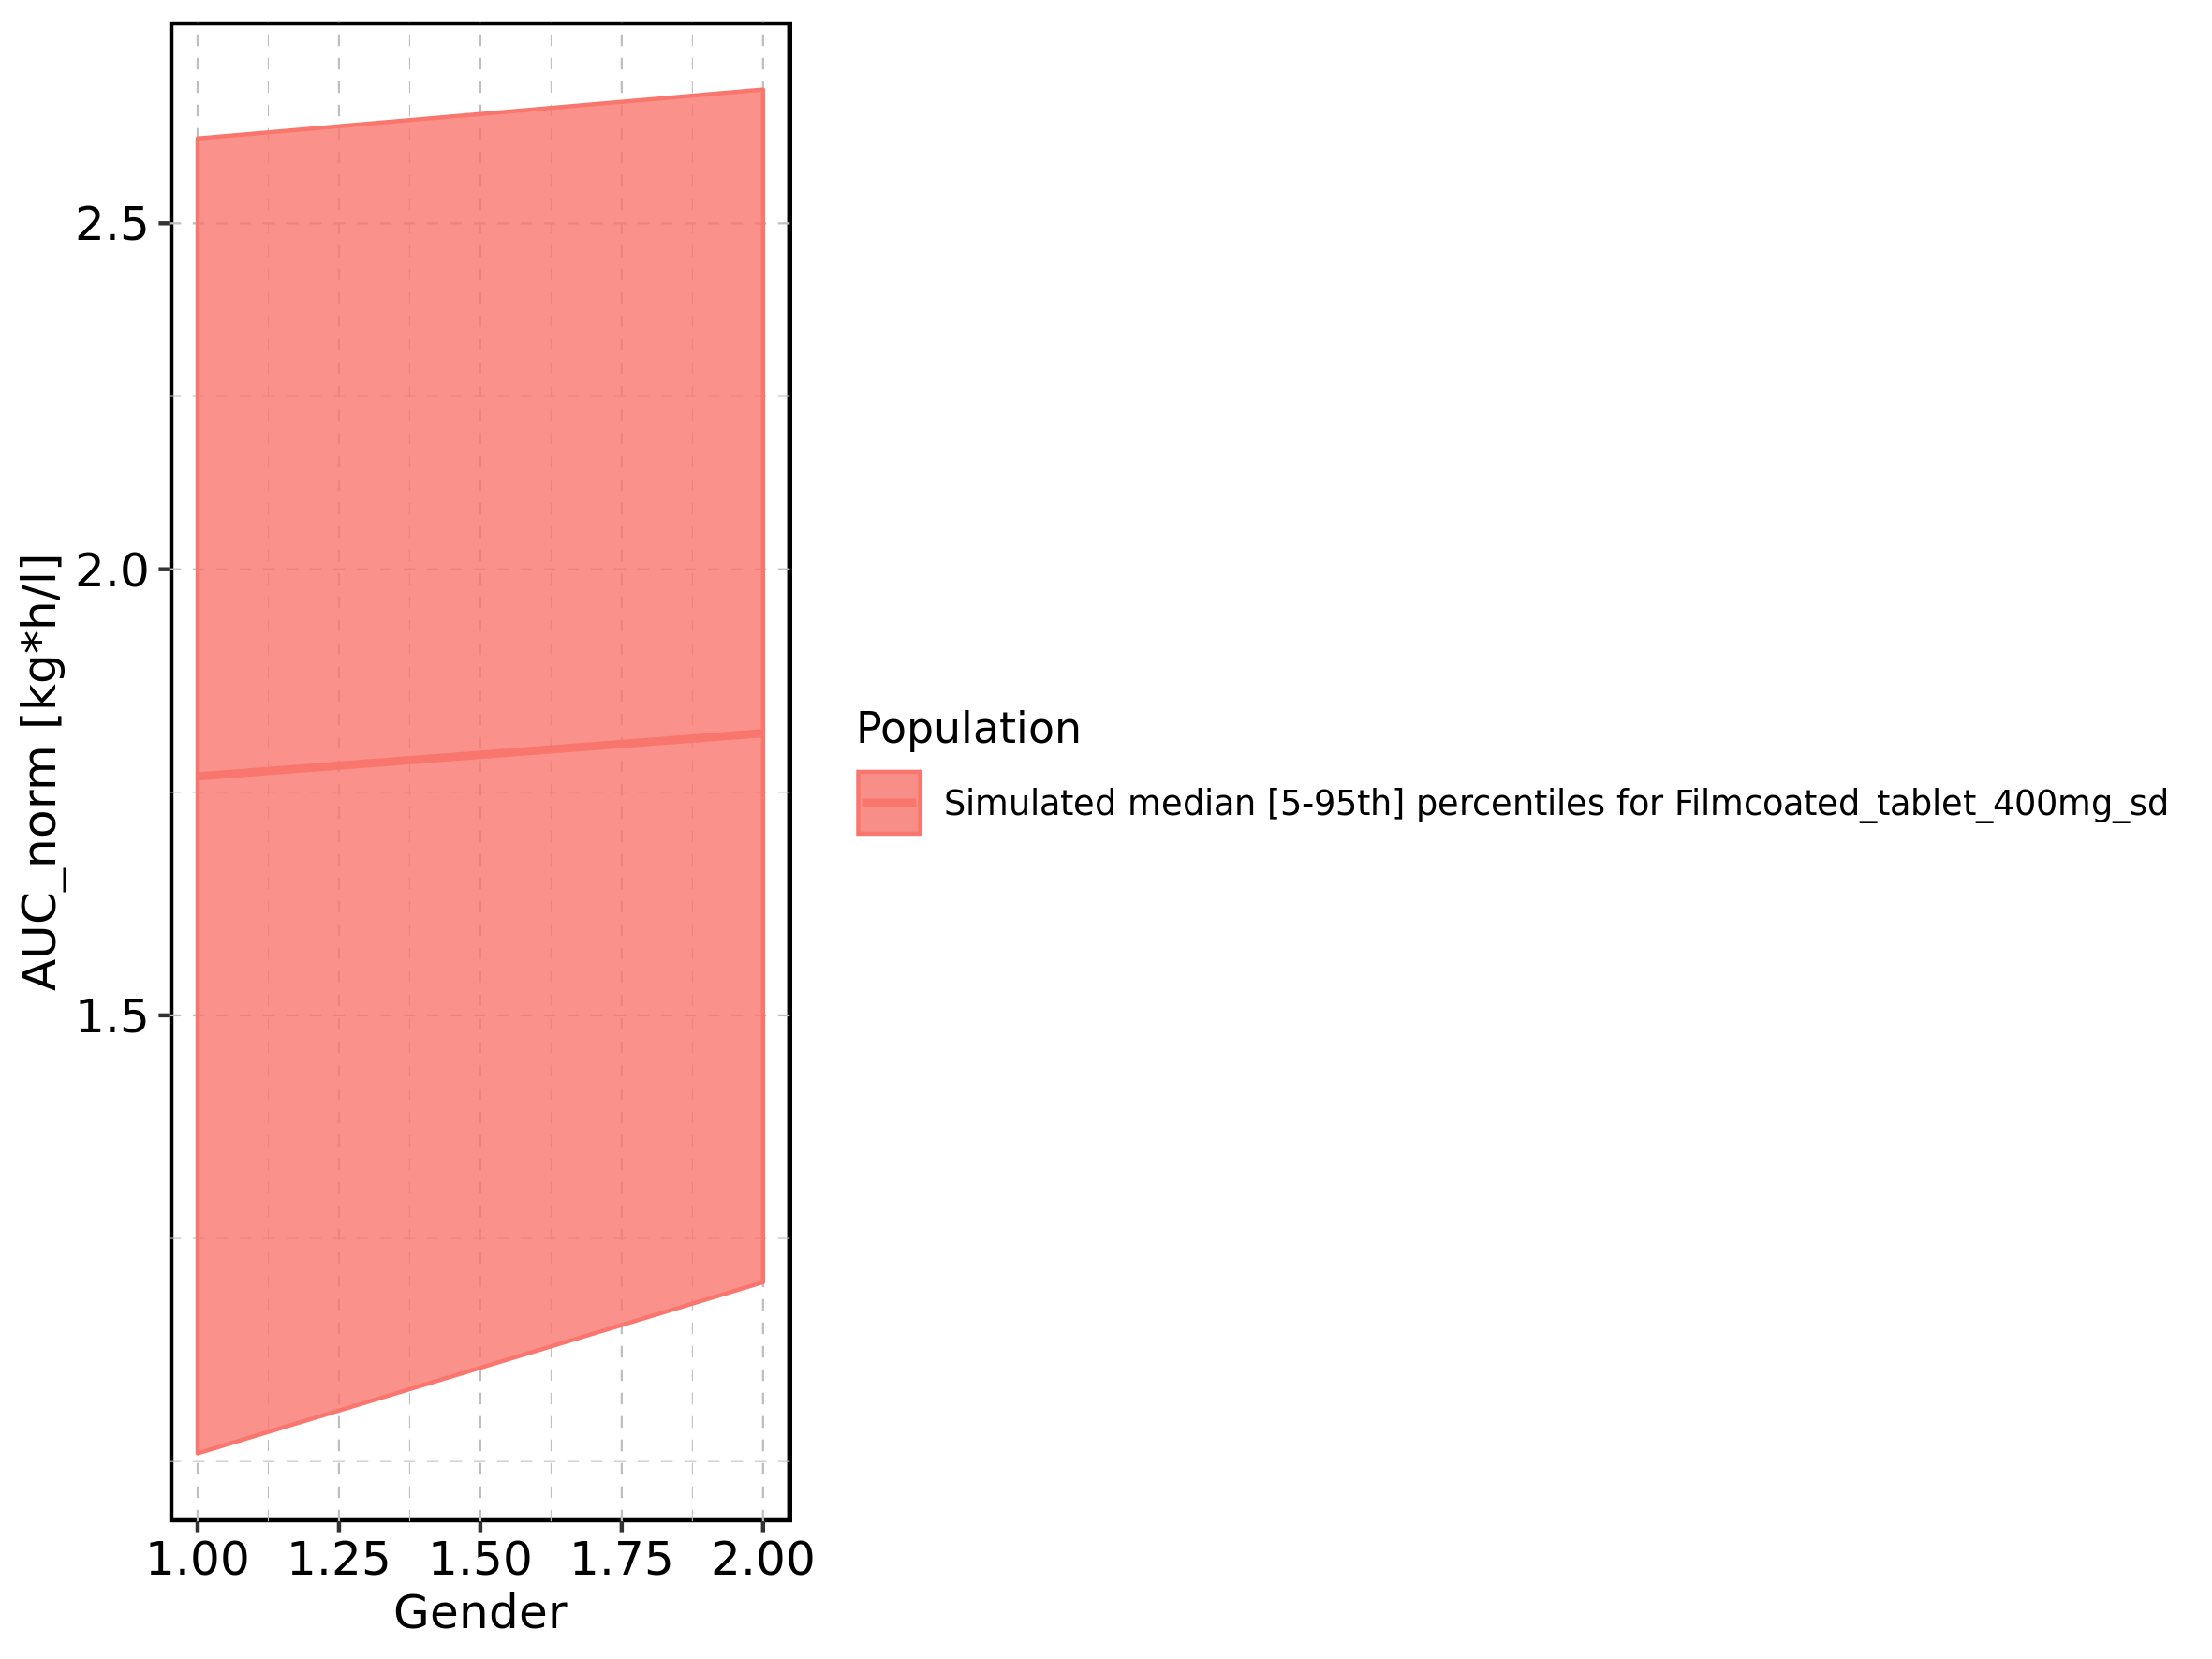 2.5
2.0
1.5
AUC_norm [kg*h/l]
1.00 1.25 1.50 1.75 2.00
Gender
Population
Simulated median [5-95th] percentiles for Filmcoated_tablet_400mg_sd